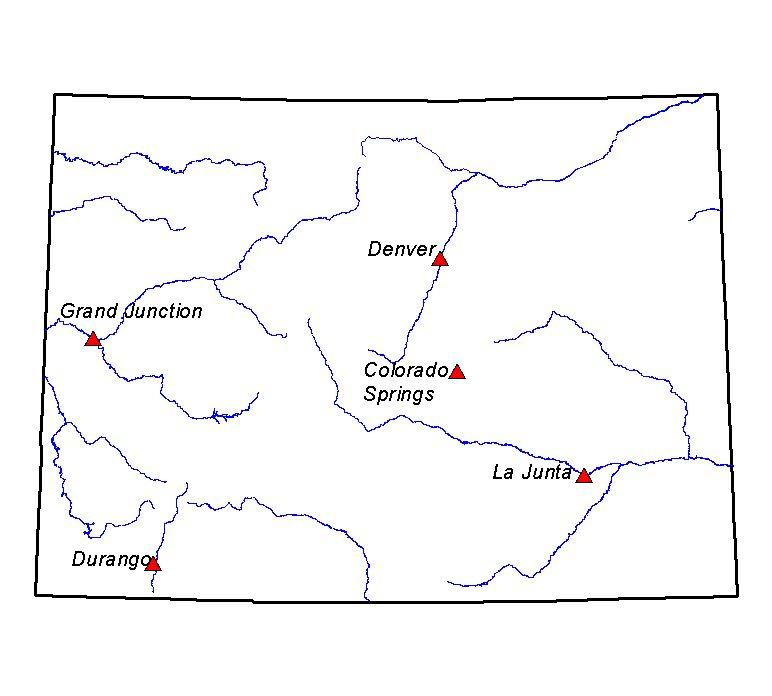 Denver
Grand Junction
Colorado
Springs
La Junta
Durango